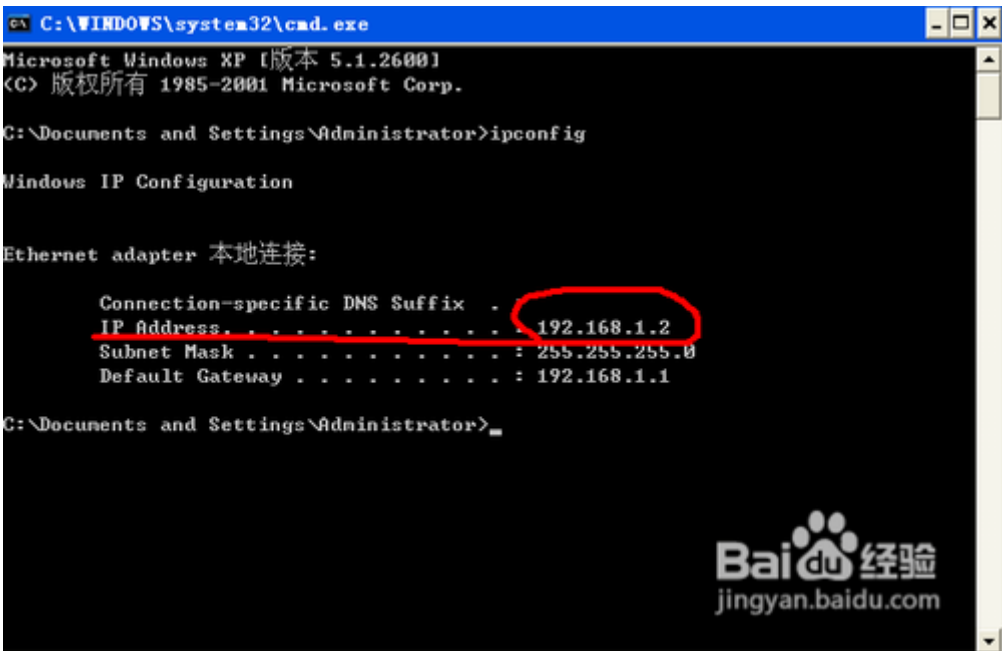 C:\WINDOWS\system32\cmd.exe
Microsoft Windows XP [版本 5.1.2600]
(C) 版权所有 1985-2001 Microsoft Corp.
C:\Documents and Settings\Administrator>ipconfig
Windows IP Configuration
Ethernet adapter 本地连接:
Connection-specific DNS Suffix  . :
IP Address. . . . . . . . . . . . : 192.168.1.2
Subnet Mask . . . . . . . . . . . : 255.255.255.0
Default Gateway . . . . . . . . . : 192.168.1.1
C:\Documents and Settings\Administrator>_
Baidu 经验
jingyan.baidu.com